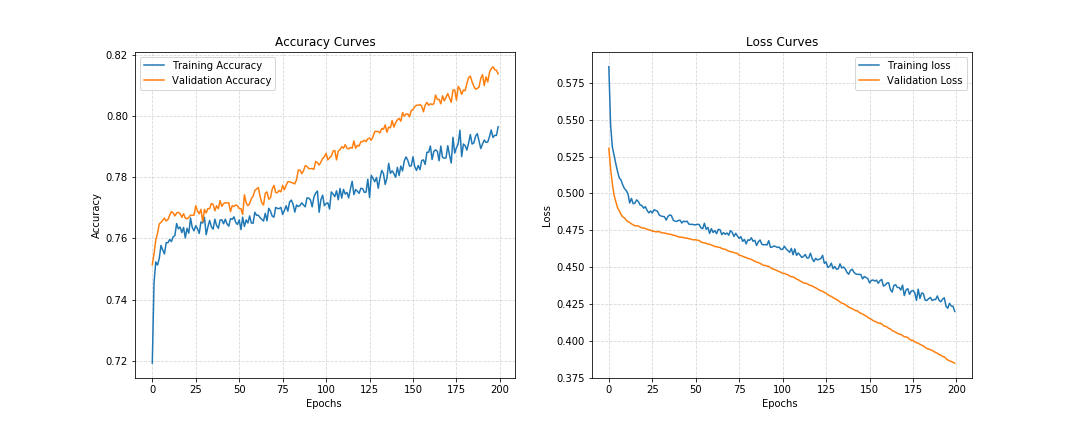 Accuracy Curves
Training Accuracy
Validation Accuracy
0.82
0.80
0.78
0.76
0.74
0.72
Accuracy
0 25 50 75 100 125 150 175 200
Epochs
Loss Curves
Training loss
Validation Loss
0.575
0.550
0.525
0.500
0.475
0.450
0.425
0.400
0.375
Loss
0 25 50 75 100 125 150 175 200
Epochs